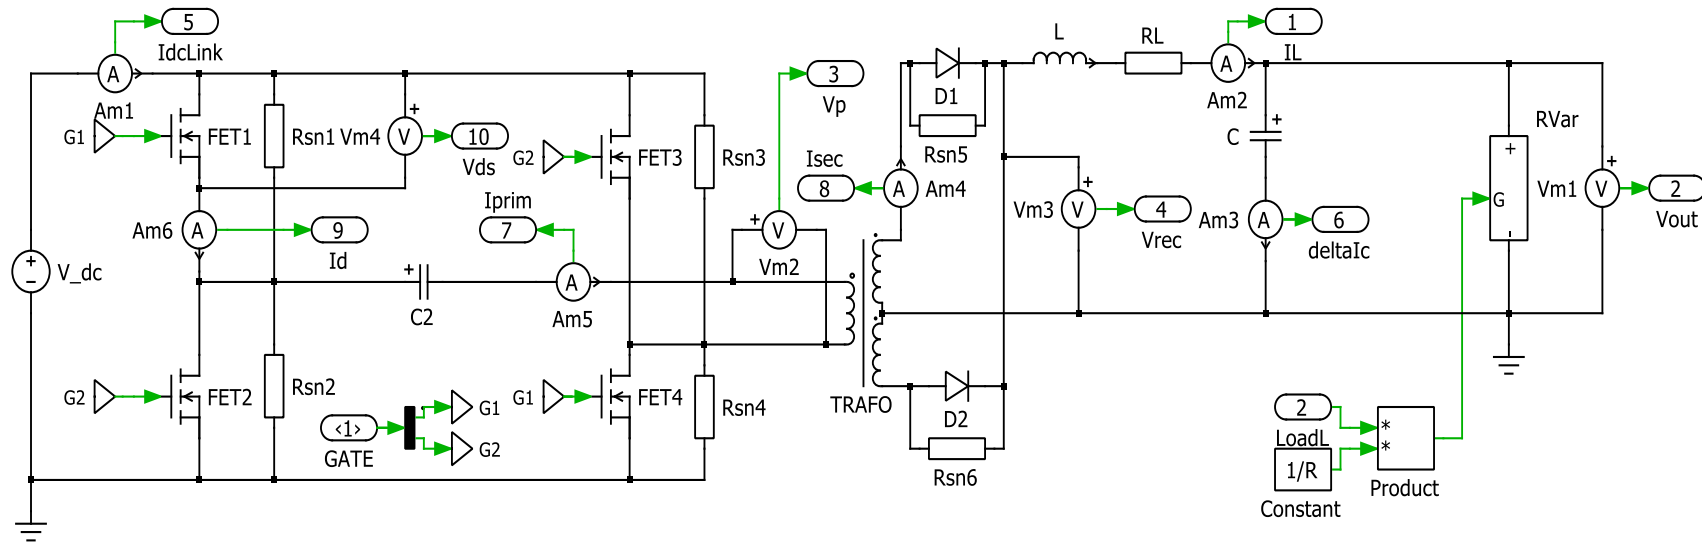 5
IdcLink
A
Am1
G1
FET1
Rsn1
Vm4
+
V
10
Vds
A
Am6
9
Id
+
−
V_dc
+
C2
Iprim
7
A
Am5
G2
FET2
Rsn2
<1>
GATE
G1
G2
G2
FET3
Rsn3
G1
FET4
Rsn4
3
Vp
+
V
Vm2
TRAFO
D1
Rsn5
Isec
8
A
Am4
D2
Rsn6
L
RL
1
IL
A
Am2
+
V
Vm3
4
Vrec
+
C
A
Am3
6
deltaIc
RVar
+
G
-
+
V
Vm1
2
Vout
2
LoadL
1/R
Constant
*
*
Product